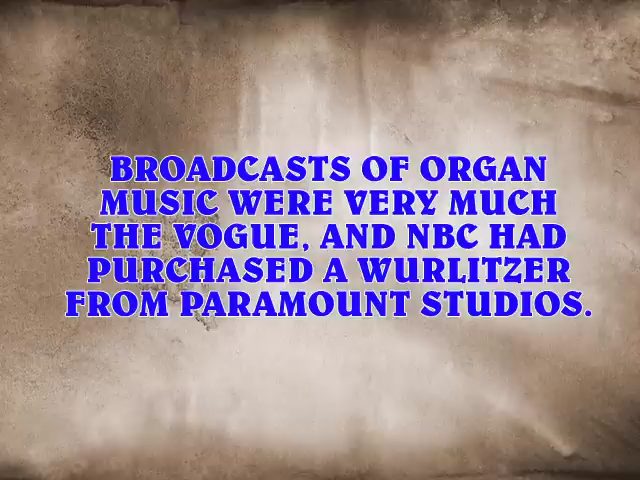 BROADCASTS OF ORGAN
MUSIC WERE VERY MUCH
THE VOGUE, AND NBC HAD
PURCHASED A WURLITZER
FROM PARAMOUNT STUDIOS.